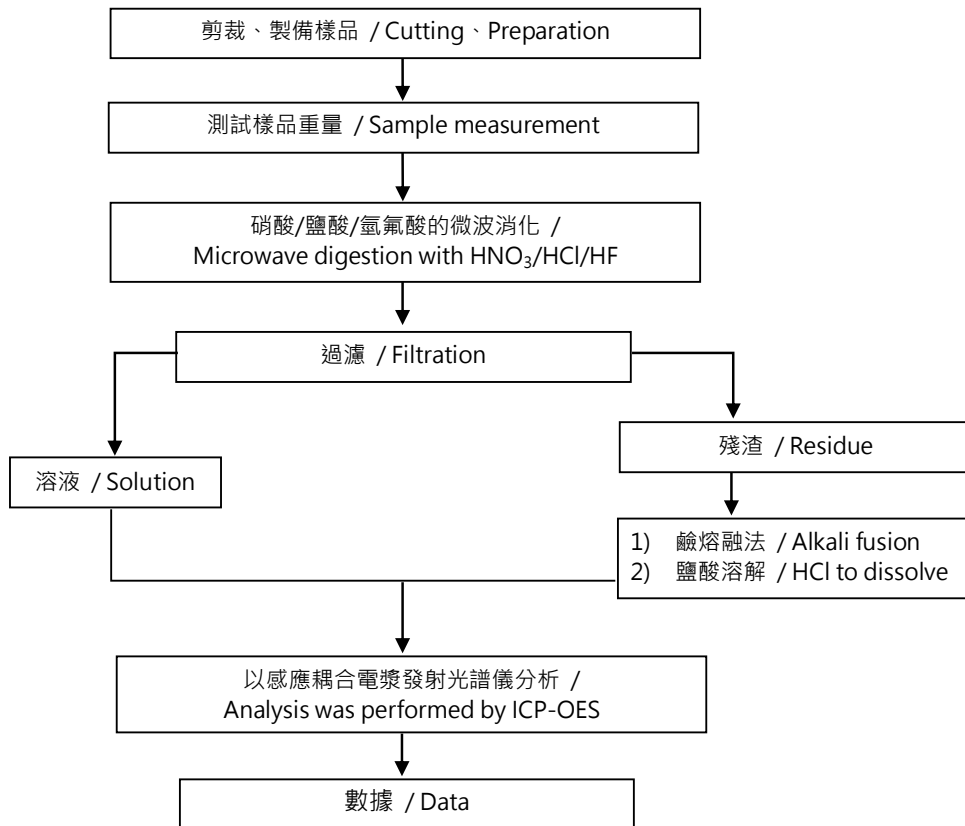 剪裁、製備樣品 / Cutting、Preparation
測試樣品重量 / Sample measurement
硝酸/鹽酸/氫氟酸的微波消化 /
Microwave digestion with HNO₃/HCl/HF
過濾 / Filtration
溶液 / Solution
殘渣 / Residue
1) 鹼熔融法 / Alkali fusion
2) 鹽酸溶解 / HCl to dissolve
以感應耦合電漿發射光譜儀分析 /
Analysis was performed by ICP-OES
數據 / Data